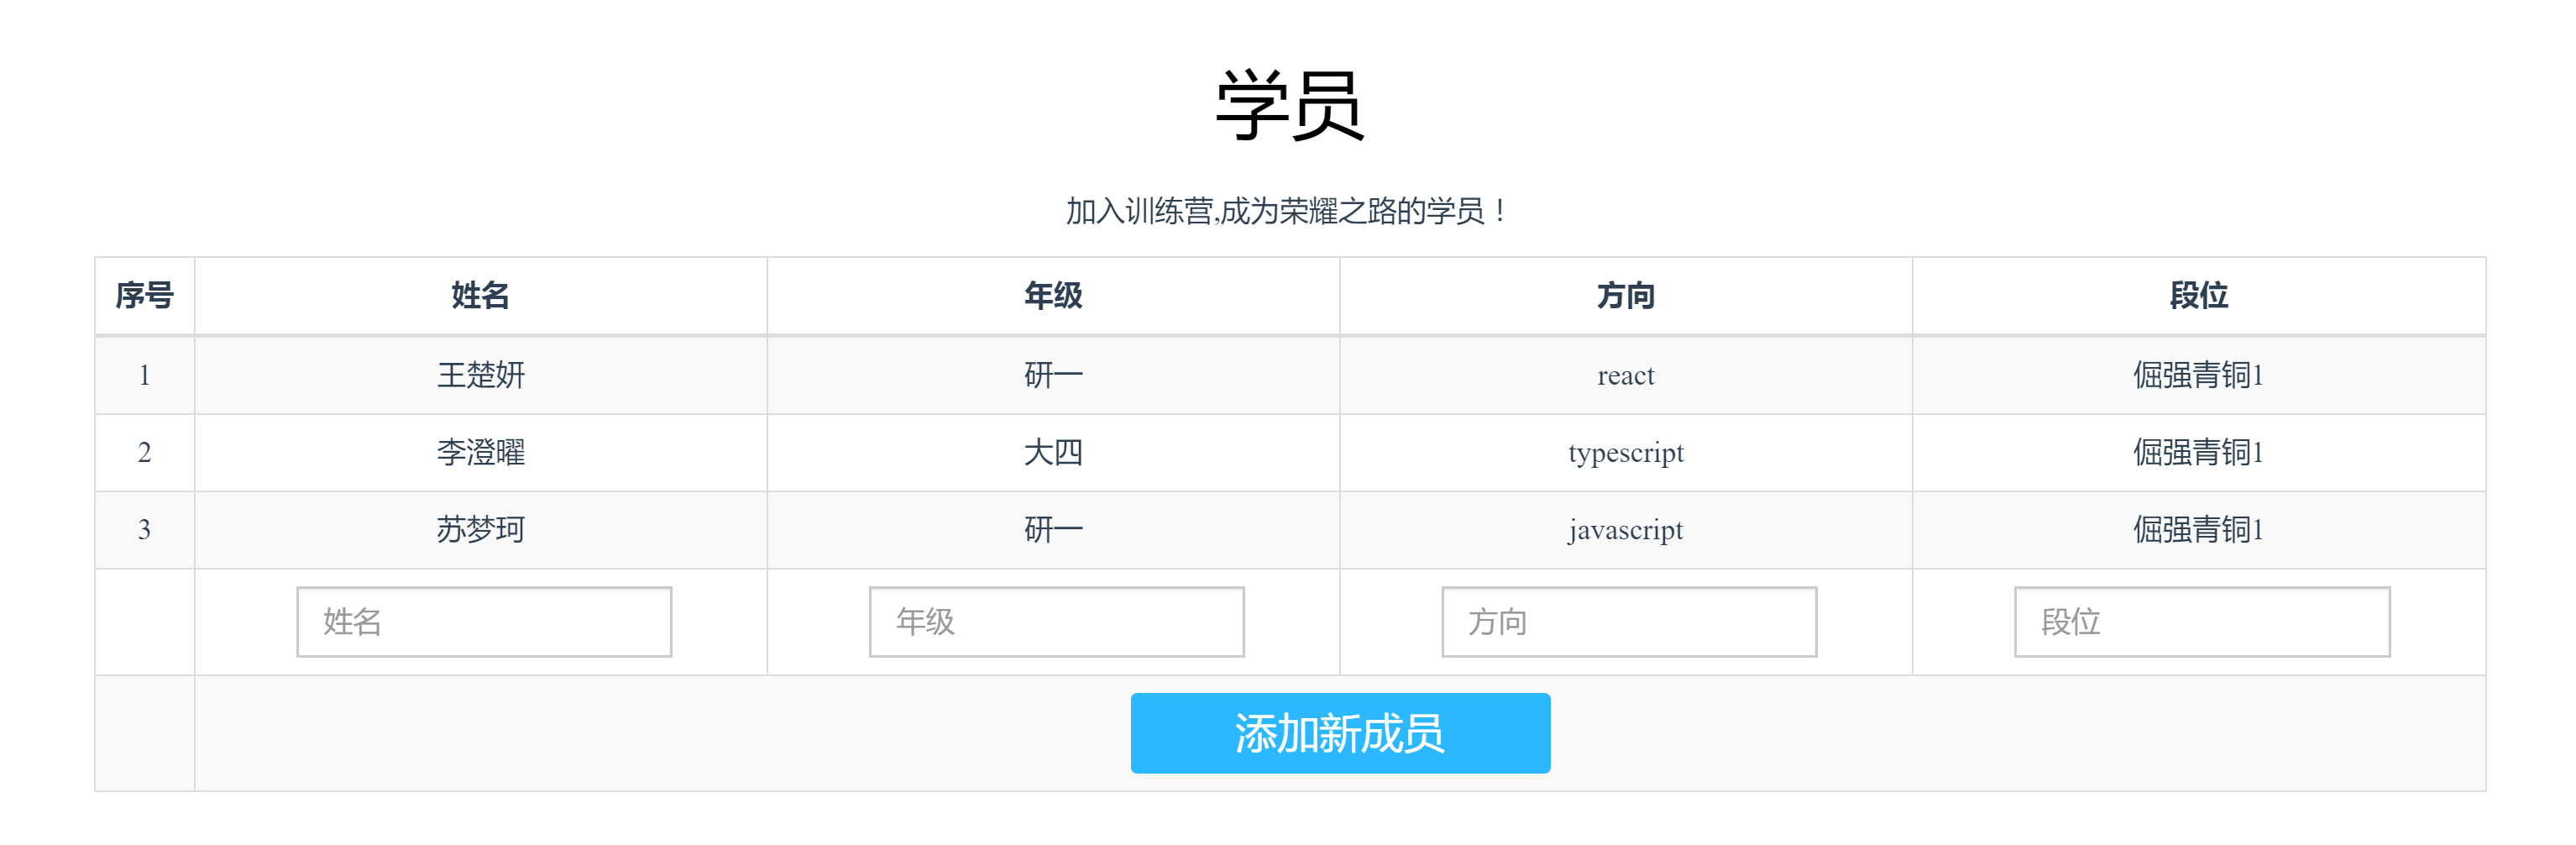 学员
加入训练营,成为荣耀之路的学员！
序号 姓名 年级 方向 段位
1 王楚妍 研一 react 倔强青铜1
2 李澄曜 大四 typescript 倔强青铜1
3 苏梦珂 研一 javascript 倔强青铜1
姓名 年级 方向 段位
添加新成员